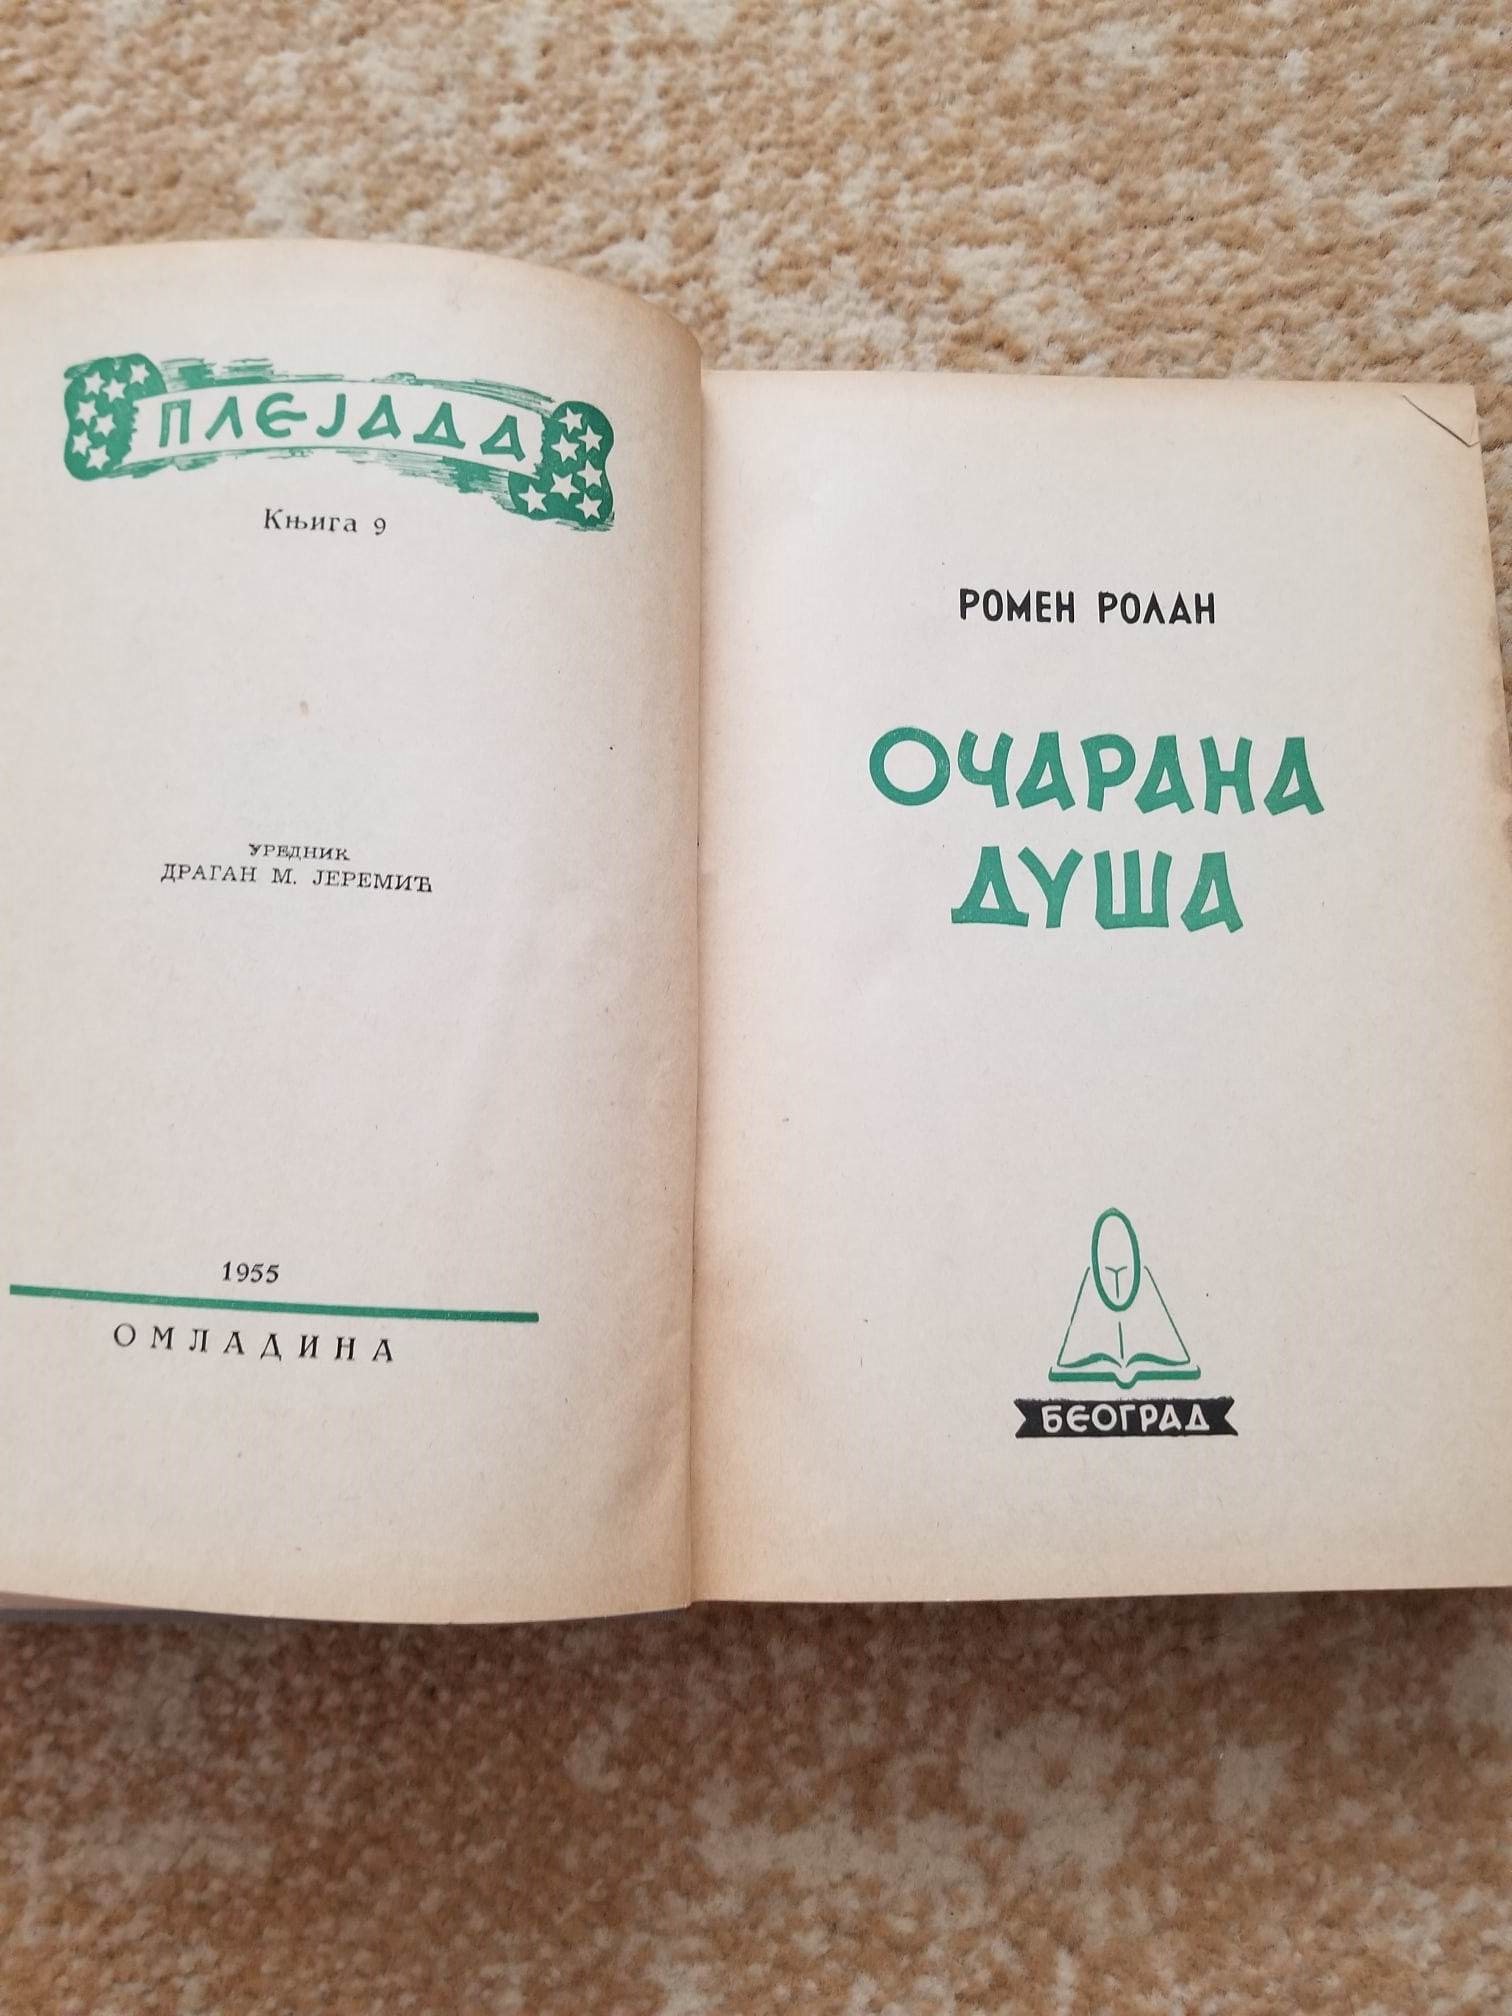 ПЛЕЈАДА
Књига 9
УРЕДНИК
ДРАГАН М. ЈЕРЕМИЋ
1955
ОМЛАДИНА
РОМЕН РОЛАН
ОЧАРАНА
ДУША
БЕОГРАД